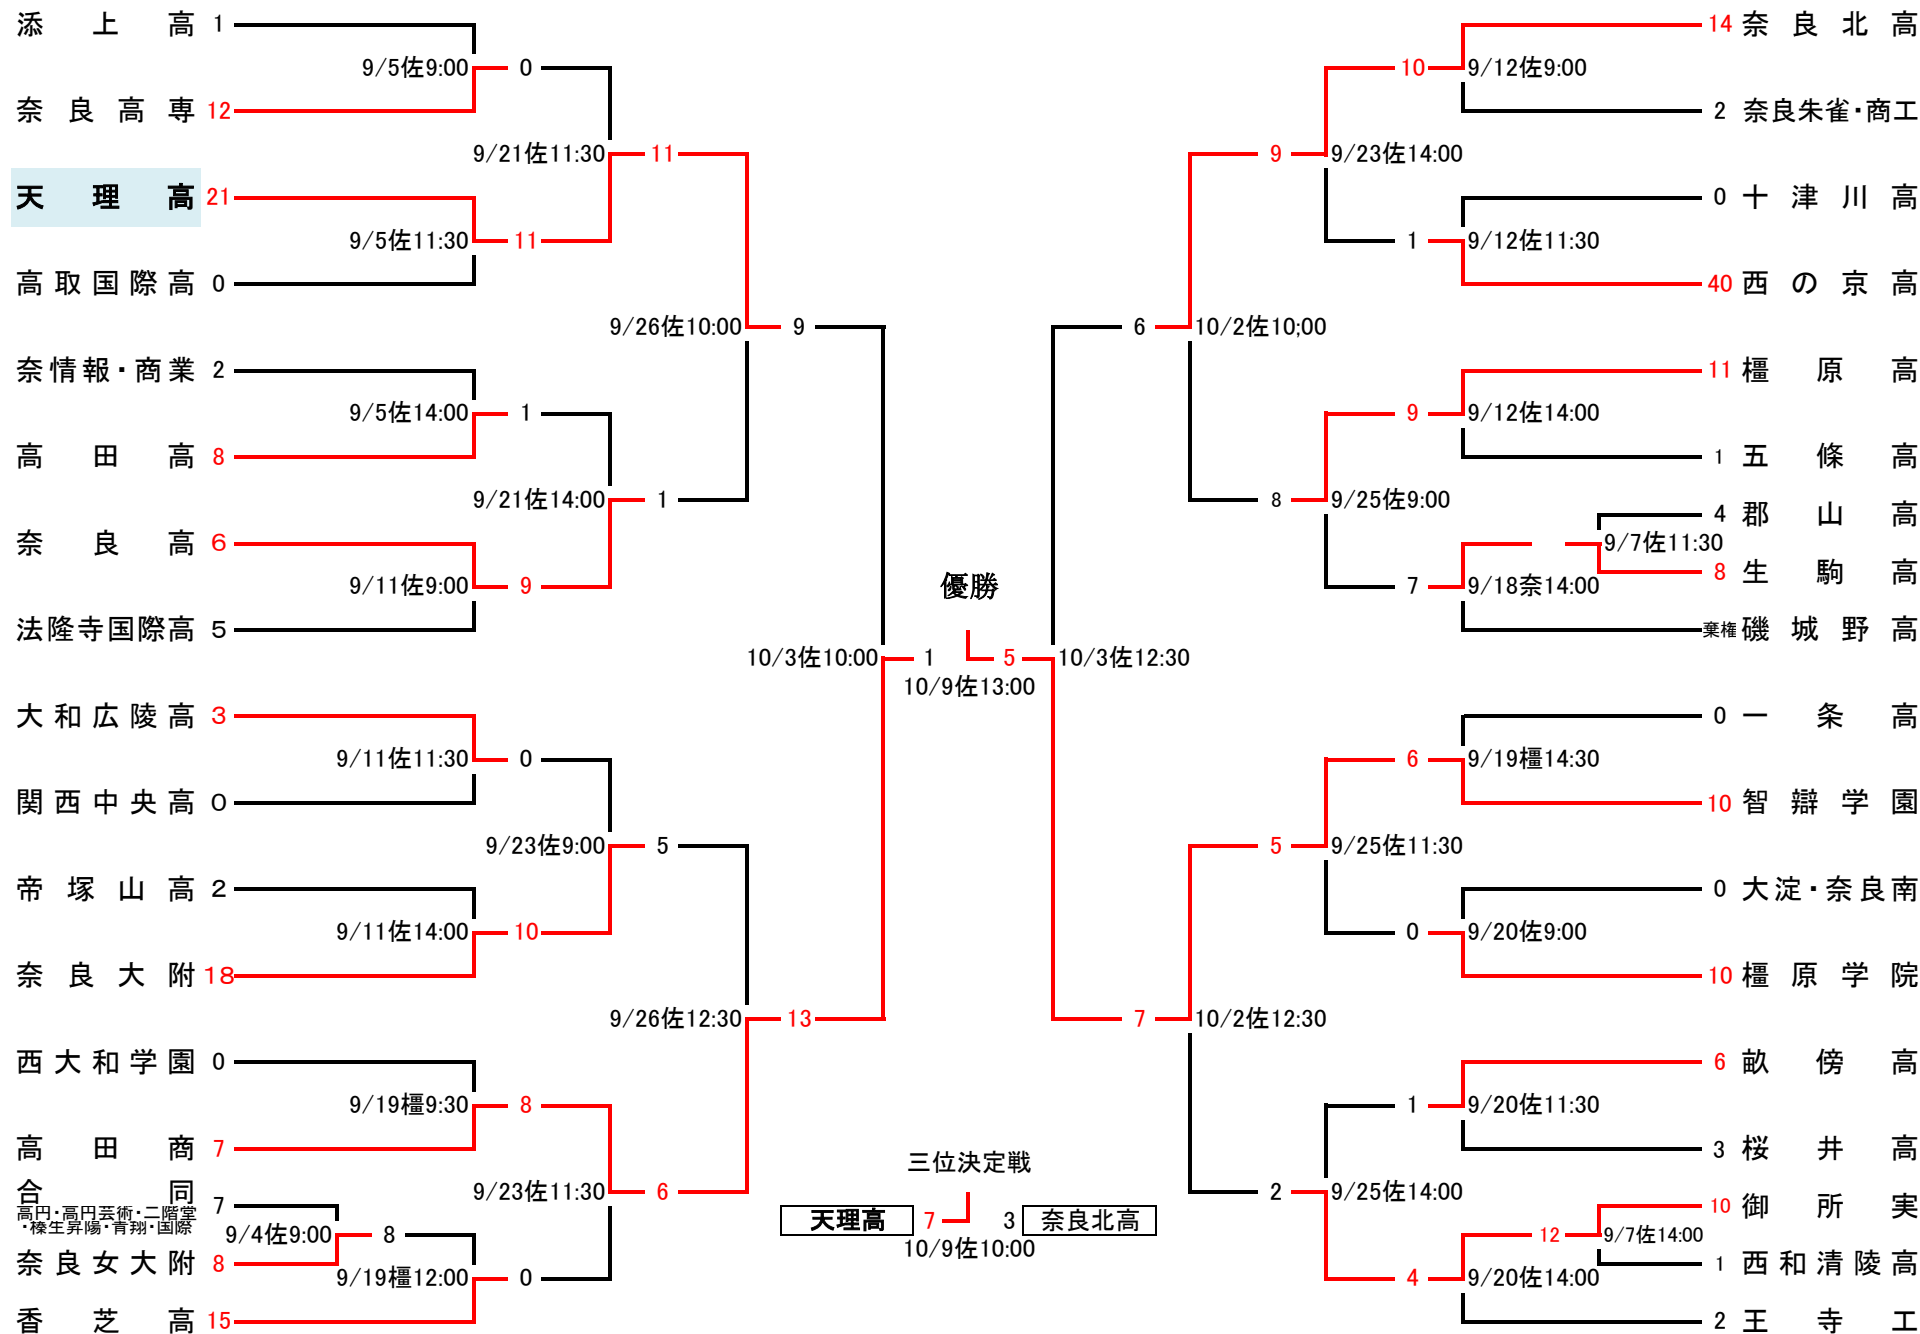 添上高 1
9/5佐9:00 0
奈良高専 12
9/21佐11:30 11
天理高 21
9/5佐11:30 11
高取国際高 0
9/26佐10:00 9
奈情報・商業 2
9/5佐14:00 1
高田高 8
9/21佐14:00 1
奈良高 6
9/11佐9:00 9
法隆寺国際高 5
10/3佐10:00 1
大和広陵高 3
9/11佐11:30 0
関西中央高 0
9/23佐9:00 5
帝塚山高 2
9/11佐14:00 10
奈良大附 18
9/26佐12:30 13
西大和学園 0
9/19橿9:30 8
高田商 7
9/23佐11:30 6
合同 7
高円・高円芸術・二階堂
・榛生昇陽・青翔・国際
9/4佐9:00 8
奈良女大附 8
9/19橿12:00 0
香芝高 15
優勝
5
10/9佐13:00
三位決定戦
天理高 7 3 奈良北高
10/9佐10:00
14 奈良北高
10 9/12佐9:00
2 奈良朱雀・商工
9 9/23佐14:00
0 十津川高
1 9/12佐11:30
40 西の京高
6 10/2佐10;00
11 橿原高
9 9/12佐14:00
1 五條高
8 9/25佐9:00
4 郡山高
9/7佐11:30
8 生駒高
7 9/18奈14:00
棄権 磯城野高
10/3佐12:30
0 一条高
6 9/19橿14:30
10 智辯学園
5 9/25佐11:30
0 大淀・奈良南
0 9/20佐9:00
10 橿原学院
7 10/2佐12:30
6 畝傍高
1 9/20佐11:30
3 桜井高
2 9/25佐14:00
10 御所実
12 9/7佐14:00
1 西和清陵高
4 9/20佐14:00
2 王寺工